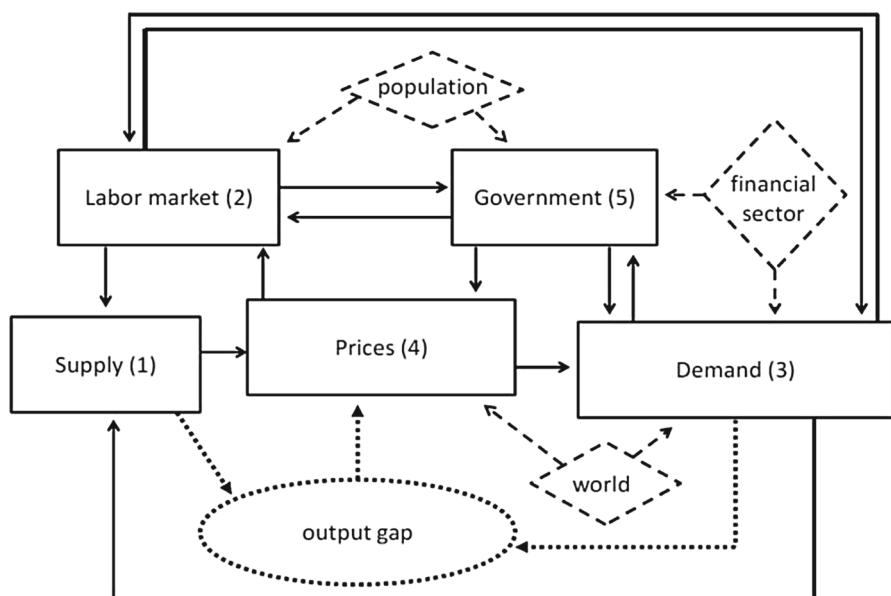 population
Labor market (2)
Government (5)
financial
sector
Supply (1)
Prices (4)
Demand (3)
world
output gap